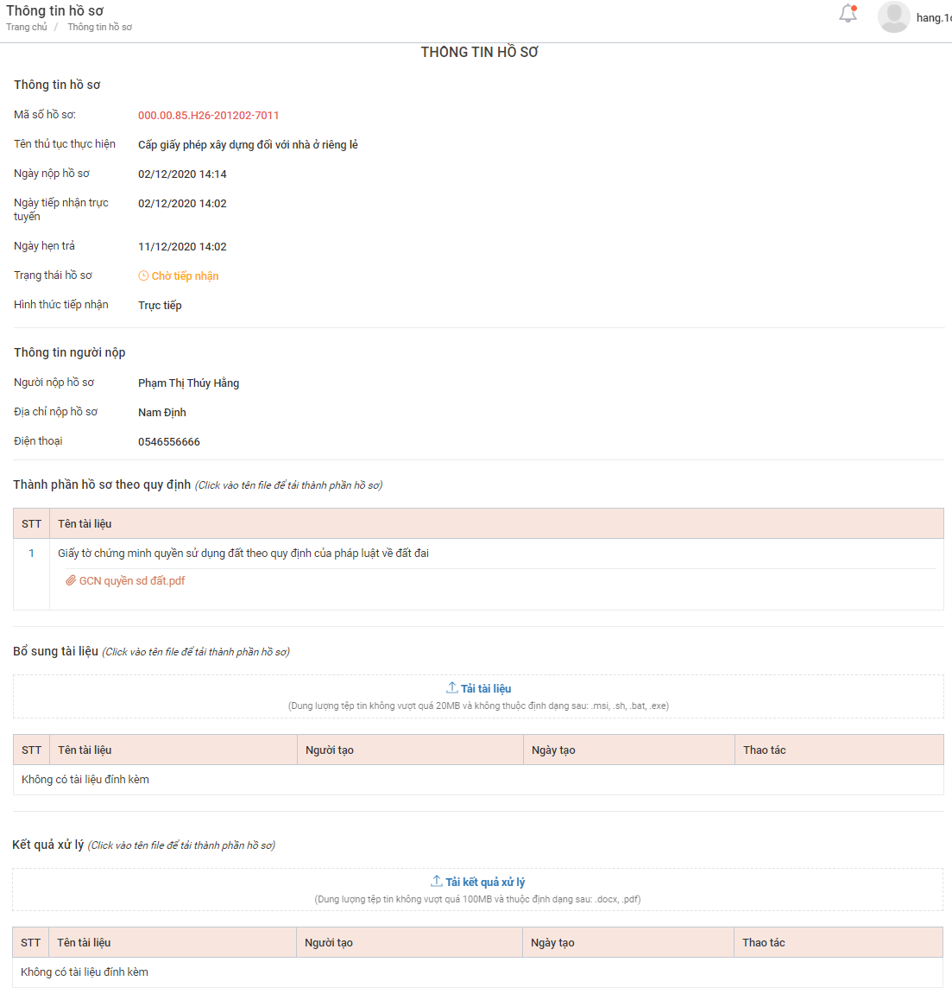 Thông tin hồ sơ
Trang chủ / Thông tin hồ sơ
hang.1
THÔNG TIN HỒ SƠ
Thông tin hồ sơ
Mã số hồ sơ: 000.00.85.H26-201202-7011
Tên thủ tục thực hiện Cấp giấy phép xây dựng đối với nhà ở riêng lẻ
Ngày nộp hồ sơ 02/12/2020 14:14
Ngày tiếp nhận trực tuyến 02/12/2020 14:02
Ngày hẹn trả 11/12/2020 14:02
Trạng thái hồ sơ Chờ tiếp nhận
Hình thức tiếp nhận Trực tiếp
Thông tin người nộp
Người nộp hồ sơ Phạm Thị Thúy Hằng
Địa chỉ nộp hồ sơ Nam Định
Điện thoại 0546556666
Thành phần hồ sơ theo quy định (Click vào tên file để tải thành phần hồ sơ)
STT Tên tài liệu
1 Giấy tờ chứng minh quyền sử dụng đất theo quy định của pháp luật về đất đai
GCN quyền sd đất.pdf
Bổ sung tài liệu (Click vào tên file để tải thành phần hồ sơ)
Tải tài liệu
(Dung lượng tệp tin không vượt quá 20MB và không thuộc định dạng sau: .msi, .sh, .bat, .exe)
STT Tên tài liệu Người tạo Ngày tạo Thao tác
Không có tài liệu đính kèm
Kết quả xử lý (Click vào tên file để tải thành phần hồ sơ)
Tải kết quả xử lý
(Dung lượng tệp tin không vượt quá 100MB và thuộc định dạng sau: .docx, .pdf)
STT Tên tài liệu Người tạo Ngày tạo Thao tác
Không có tài liệu đính kèm